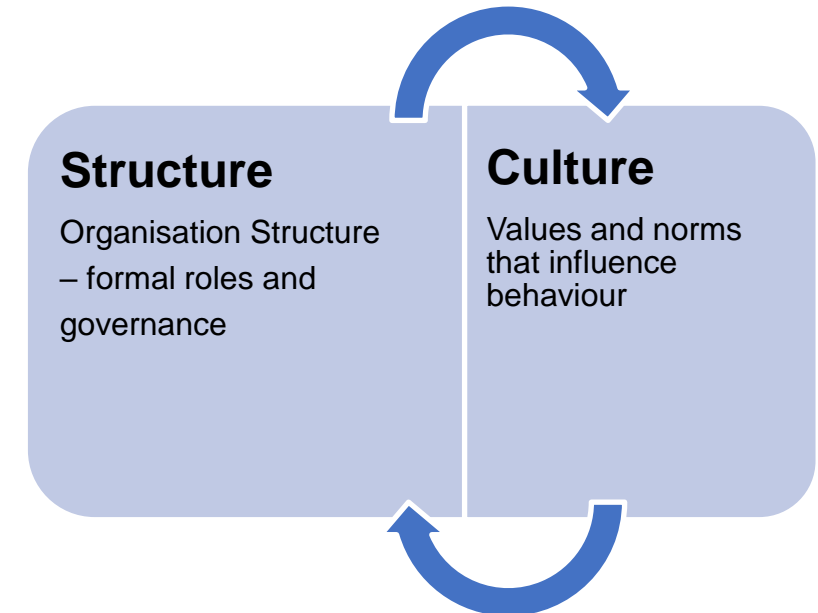 Structure
Organisation Structure
– formal roles and
governance
Culture
Values and norms
that influence
behaviour